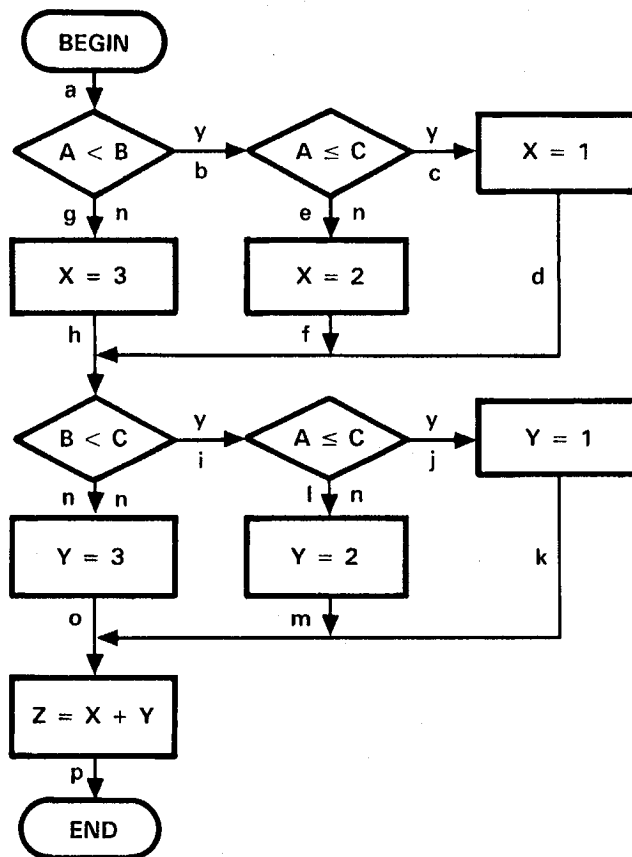 BEGIN
a
A < B
y
b
A ≤ C
y
c
X = 1
g n
e n
X = 3
X = 2
d
h
f
B < C
y
i
A ≤ C
y
j
Y = 1
n n
l n
Y = 3
Y = 2
k
o
m
Z = X + Y
p
END